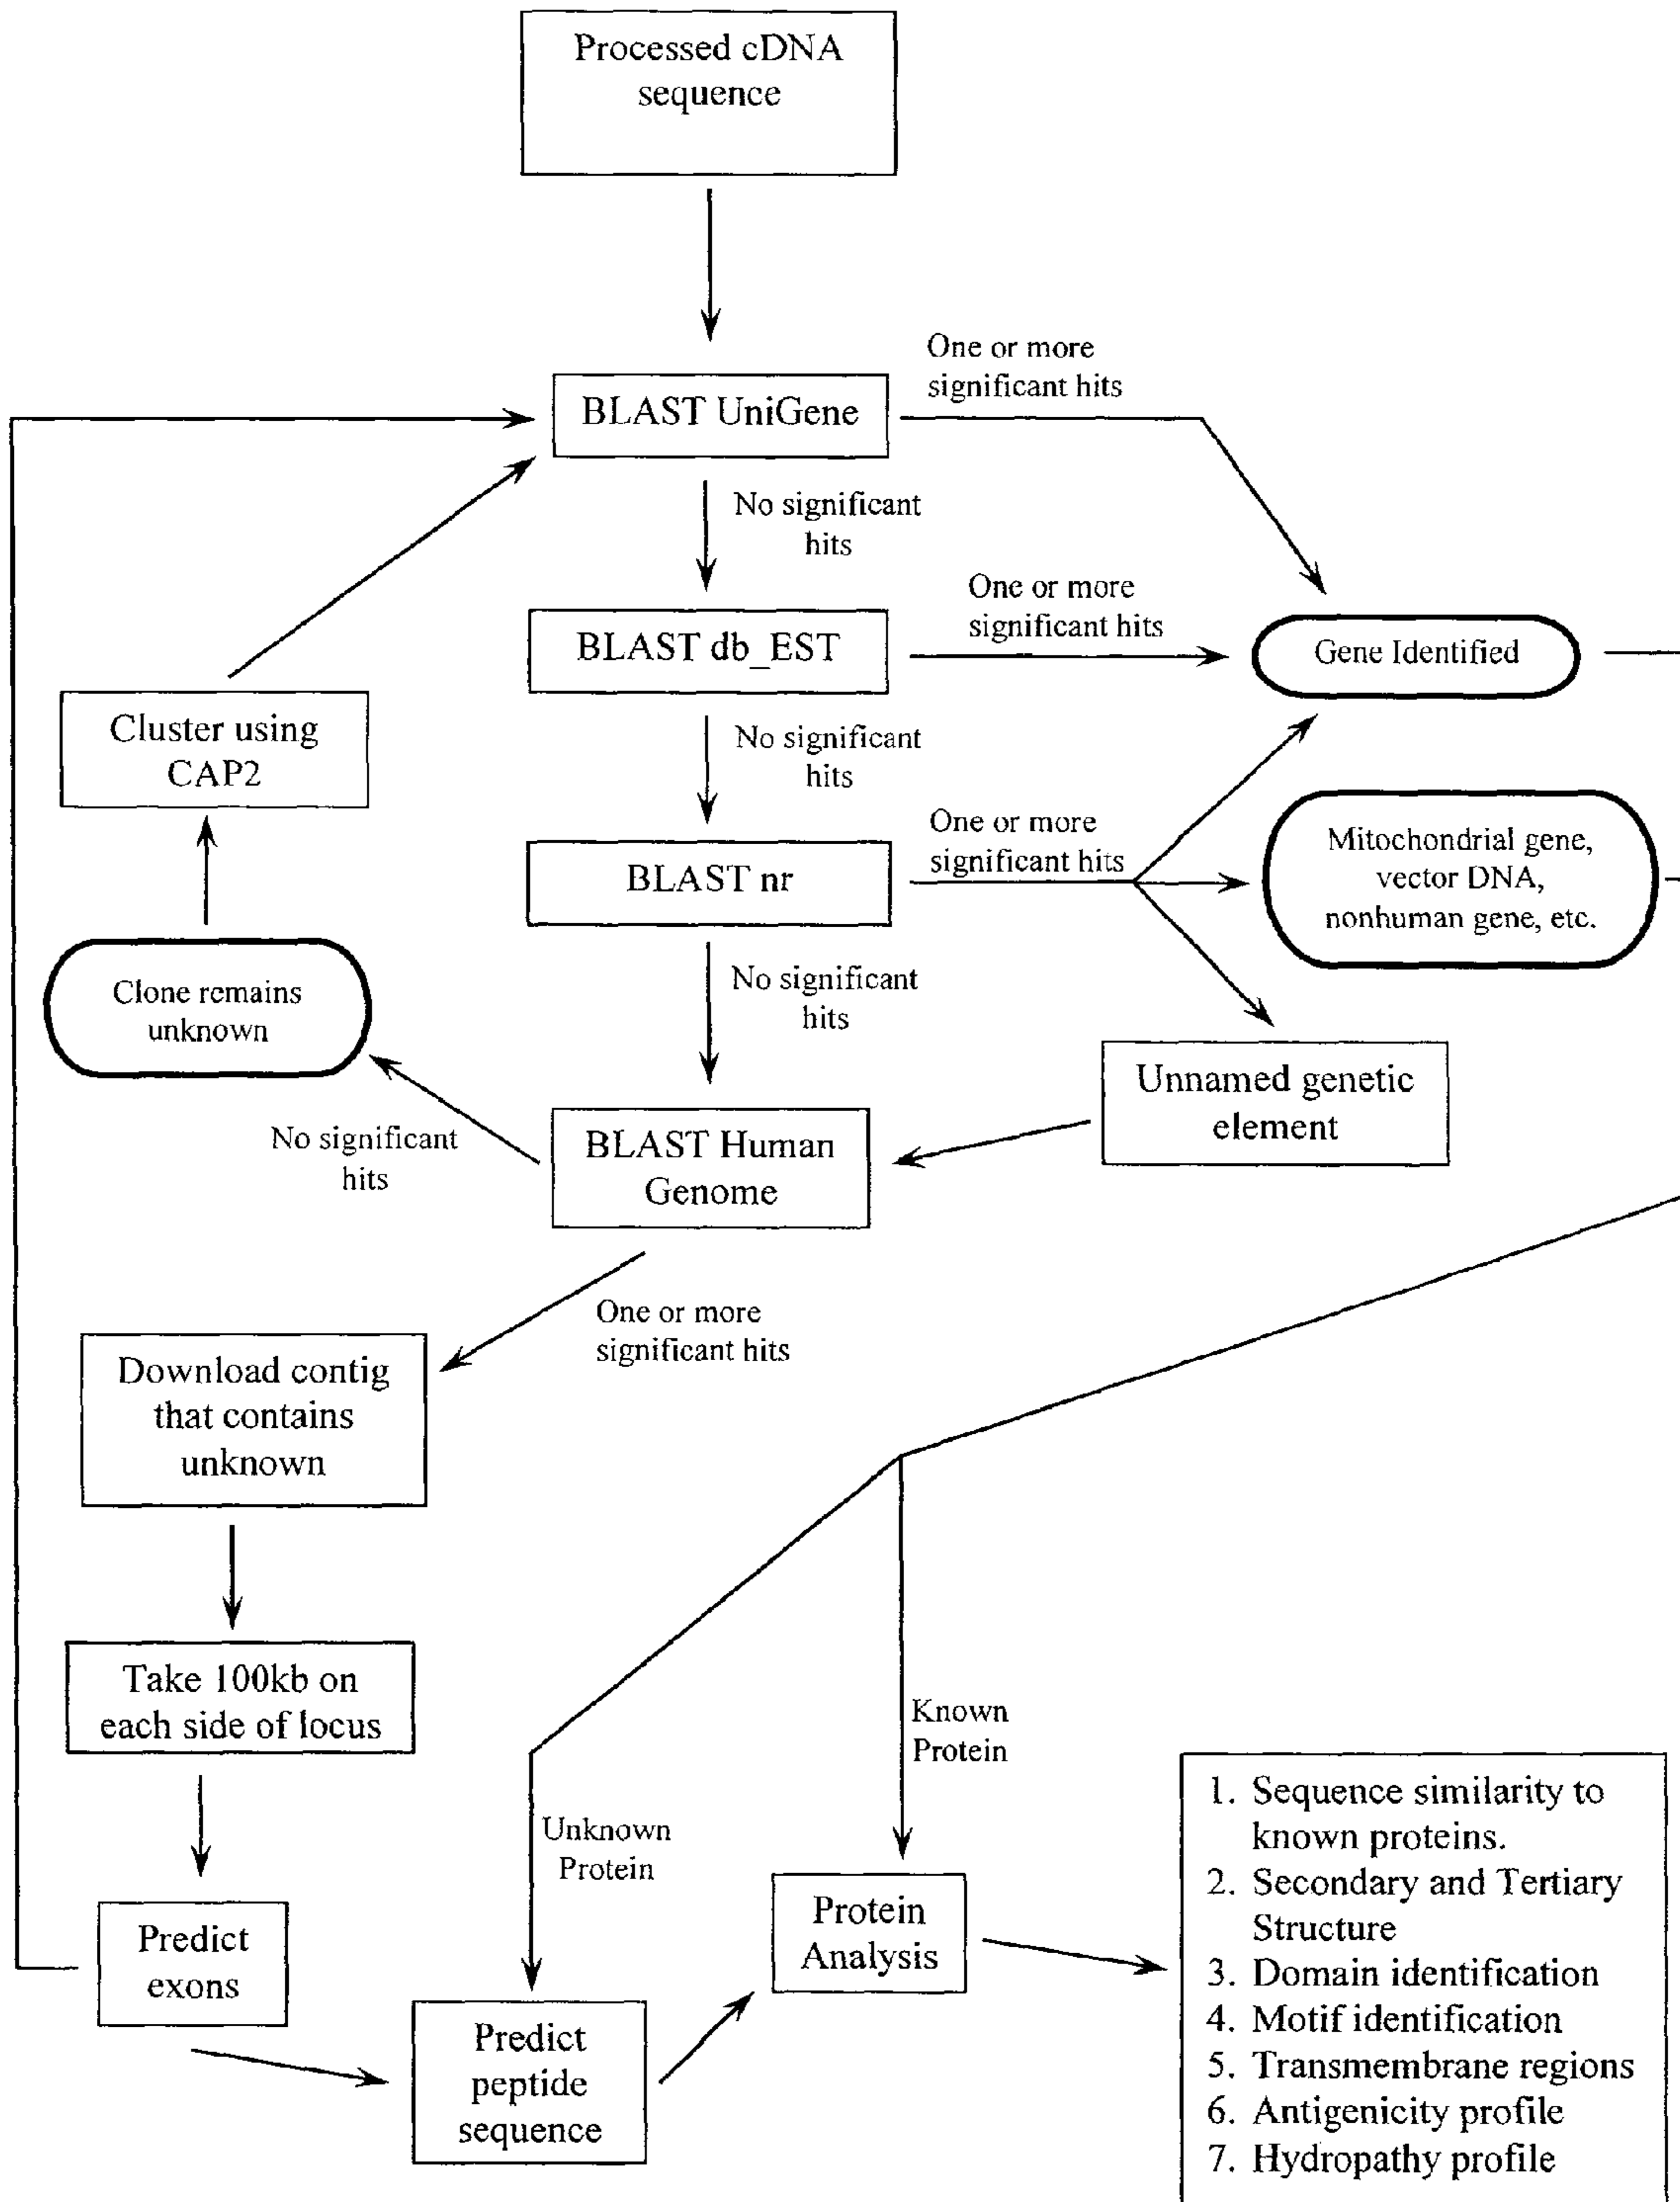 Processed cDNA
sequence
One or more
significant hits
BLAST UniGene
No significant
hits
One or more
significant hits
BLAST db_EST
Gene Identified
Cluster using
CAP2
No significant
hits
One or more
significant hits
BLAST nr
Mitochondrial gene,
vector DNA,
nonhuman gene, etc.
Clone remains
unknown
No significant
hits
Unnamed genetic
element
No significant
hits
BLAST Human
Genome
One or more
significant hits
Download contig
that contains
unknown
Take 100kb on
each side of locus
Known
Protein
Unknown
Protein
Predict
exons
Protein
Analysis
Predict
peptide
sequence
1. Sequence similarity to
known proteins.
2. Secondary and Tertiary
Structure
3. Domain identification
4. Motif identification
5. Transmembrane regions
6. Antigenicity profile
7. Hydropathy profile